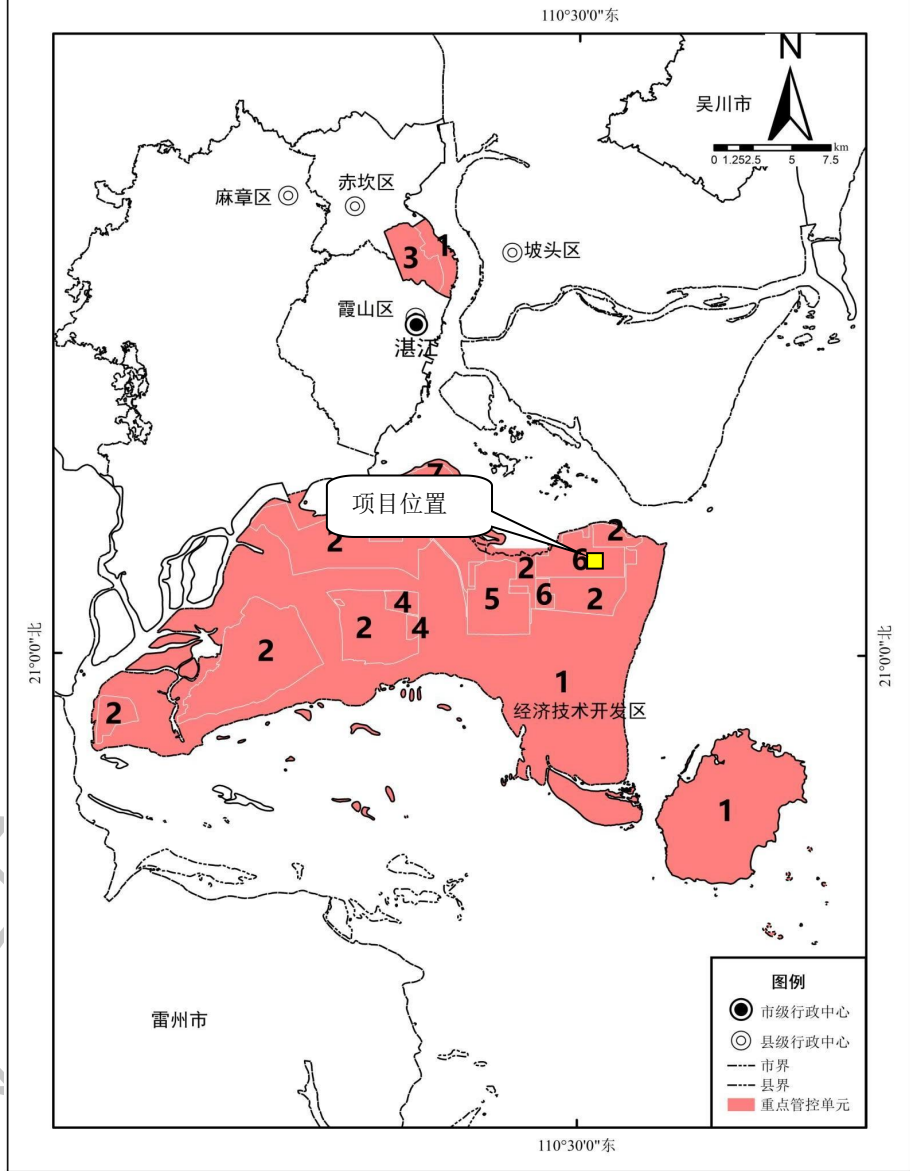 110°30'0"东
N
吴川市
km
0 1.252.5 5 7.5
赤坎区
麻章区
3 1
坡头区
霞山区
湛江
7
项目位置
2
2
6
2
5
6
2
4
2
4
2
21°0'0"北
21°0'0"北
1
经济技术开发区
2
1
图例
市级行政中心
县级行政中心
市界
县界
重点管控单元
雷州市
110°30'0"东